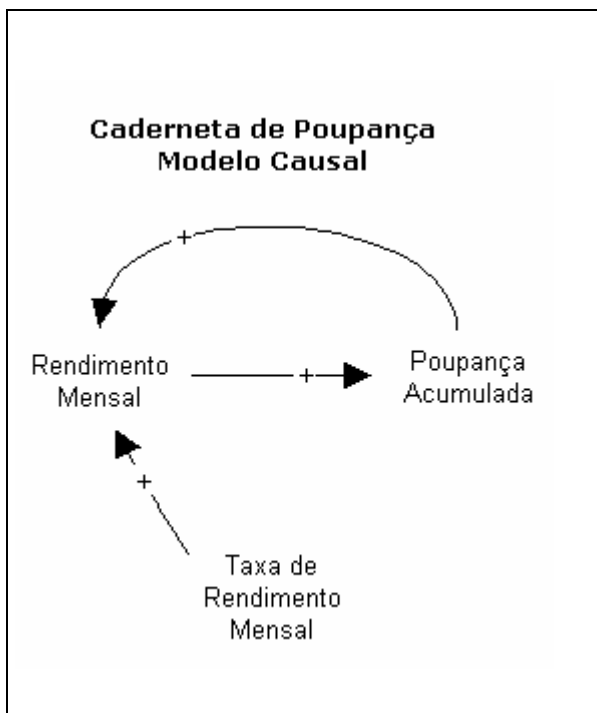 Caderneta de Poupança
Modelo Causal
+
Rendimento
Mensal
+
Poupança
Acumulada
+
Taxa de
Rendimento
Mensal